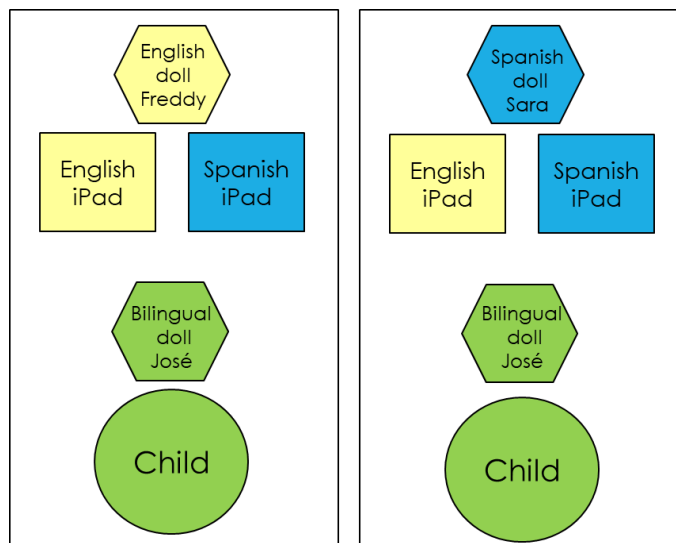 English
doll
Freddy
English
iPad
Spanish
iPad
Bilingual
doll
José
Child
Spanish
doll
Sara
English
iPad
Spanish
iPad
Bilingual
doll
José
Child